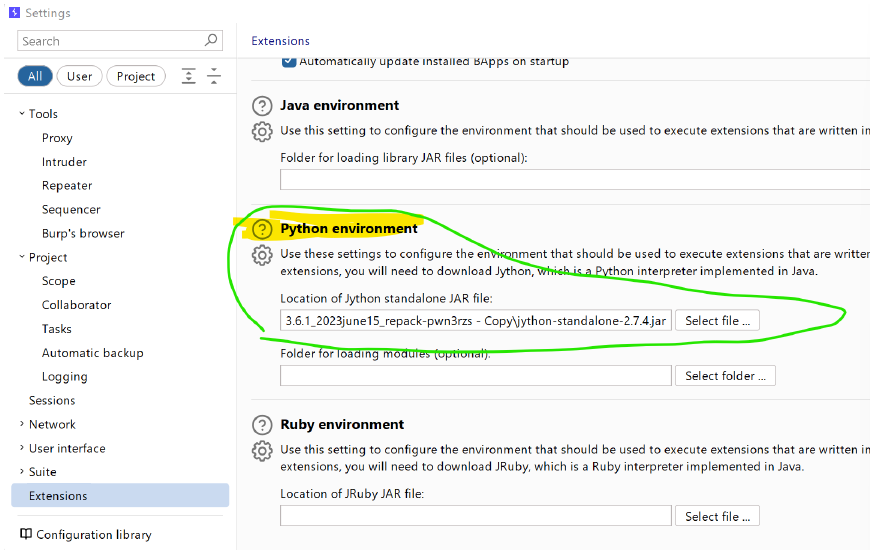 Settings
Search
All
User
Project
Tools
Proxy
Intruder
Repeater
Sequencer
Burp's browser
Project
Scope
Collaborator
Tasks
Automatic backup
Logging
Sessions
Network
User interface
Suite
Extensions
Configuration library
Extensions
Automatically update installed BApps on startup
Java environment
Use this setting to configure the environment that should be used to execute extensions that are written in
Folder for loading library JAR files (optional):
Python environment
Use these settings to configure the environment that should be used to execute extensions that are written
extensions, you will need to download Jython, which is a Python interpreter implemented in Java.
Location of Jython standalone JAR file:
3.6.1_2023june15_repack-pwn3rzs - Copy\jython-standalone-2.7.4.jar
Select file ...
Folder for loading modules (optional):
Select folder ...
Ruby environment
Use this setting to configure the environment that should be used to execute extensions that are written in
extensions, you will need to download JRuby, which is a Ruby interpreter implemented in Java.
Location of JRuby JAR file:
Select file ...